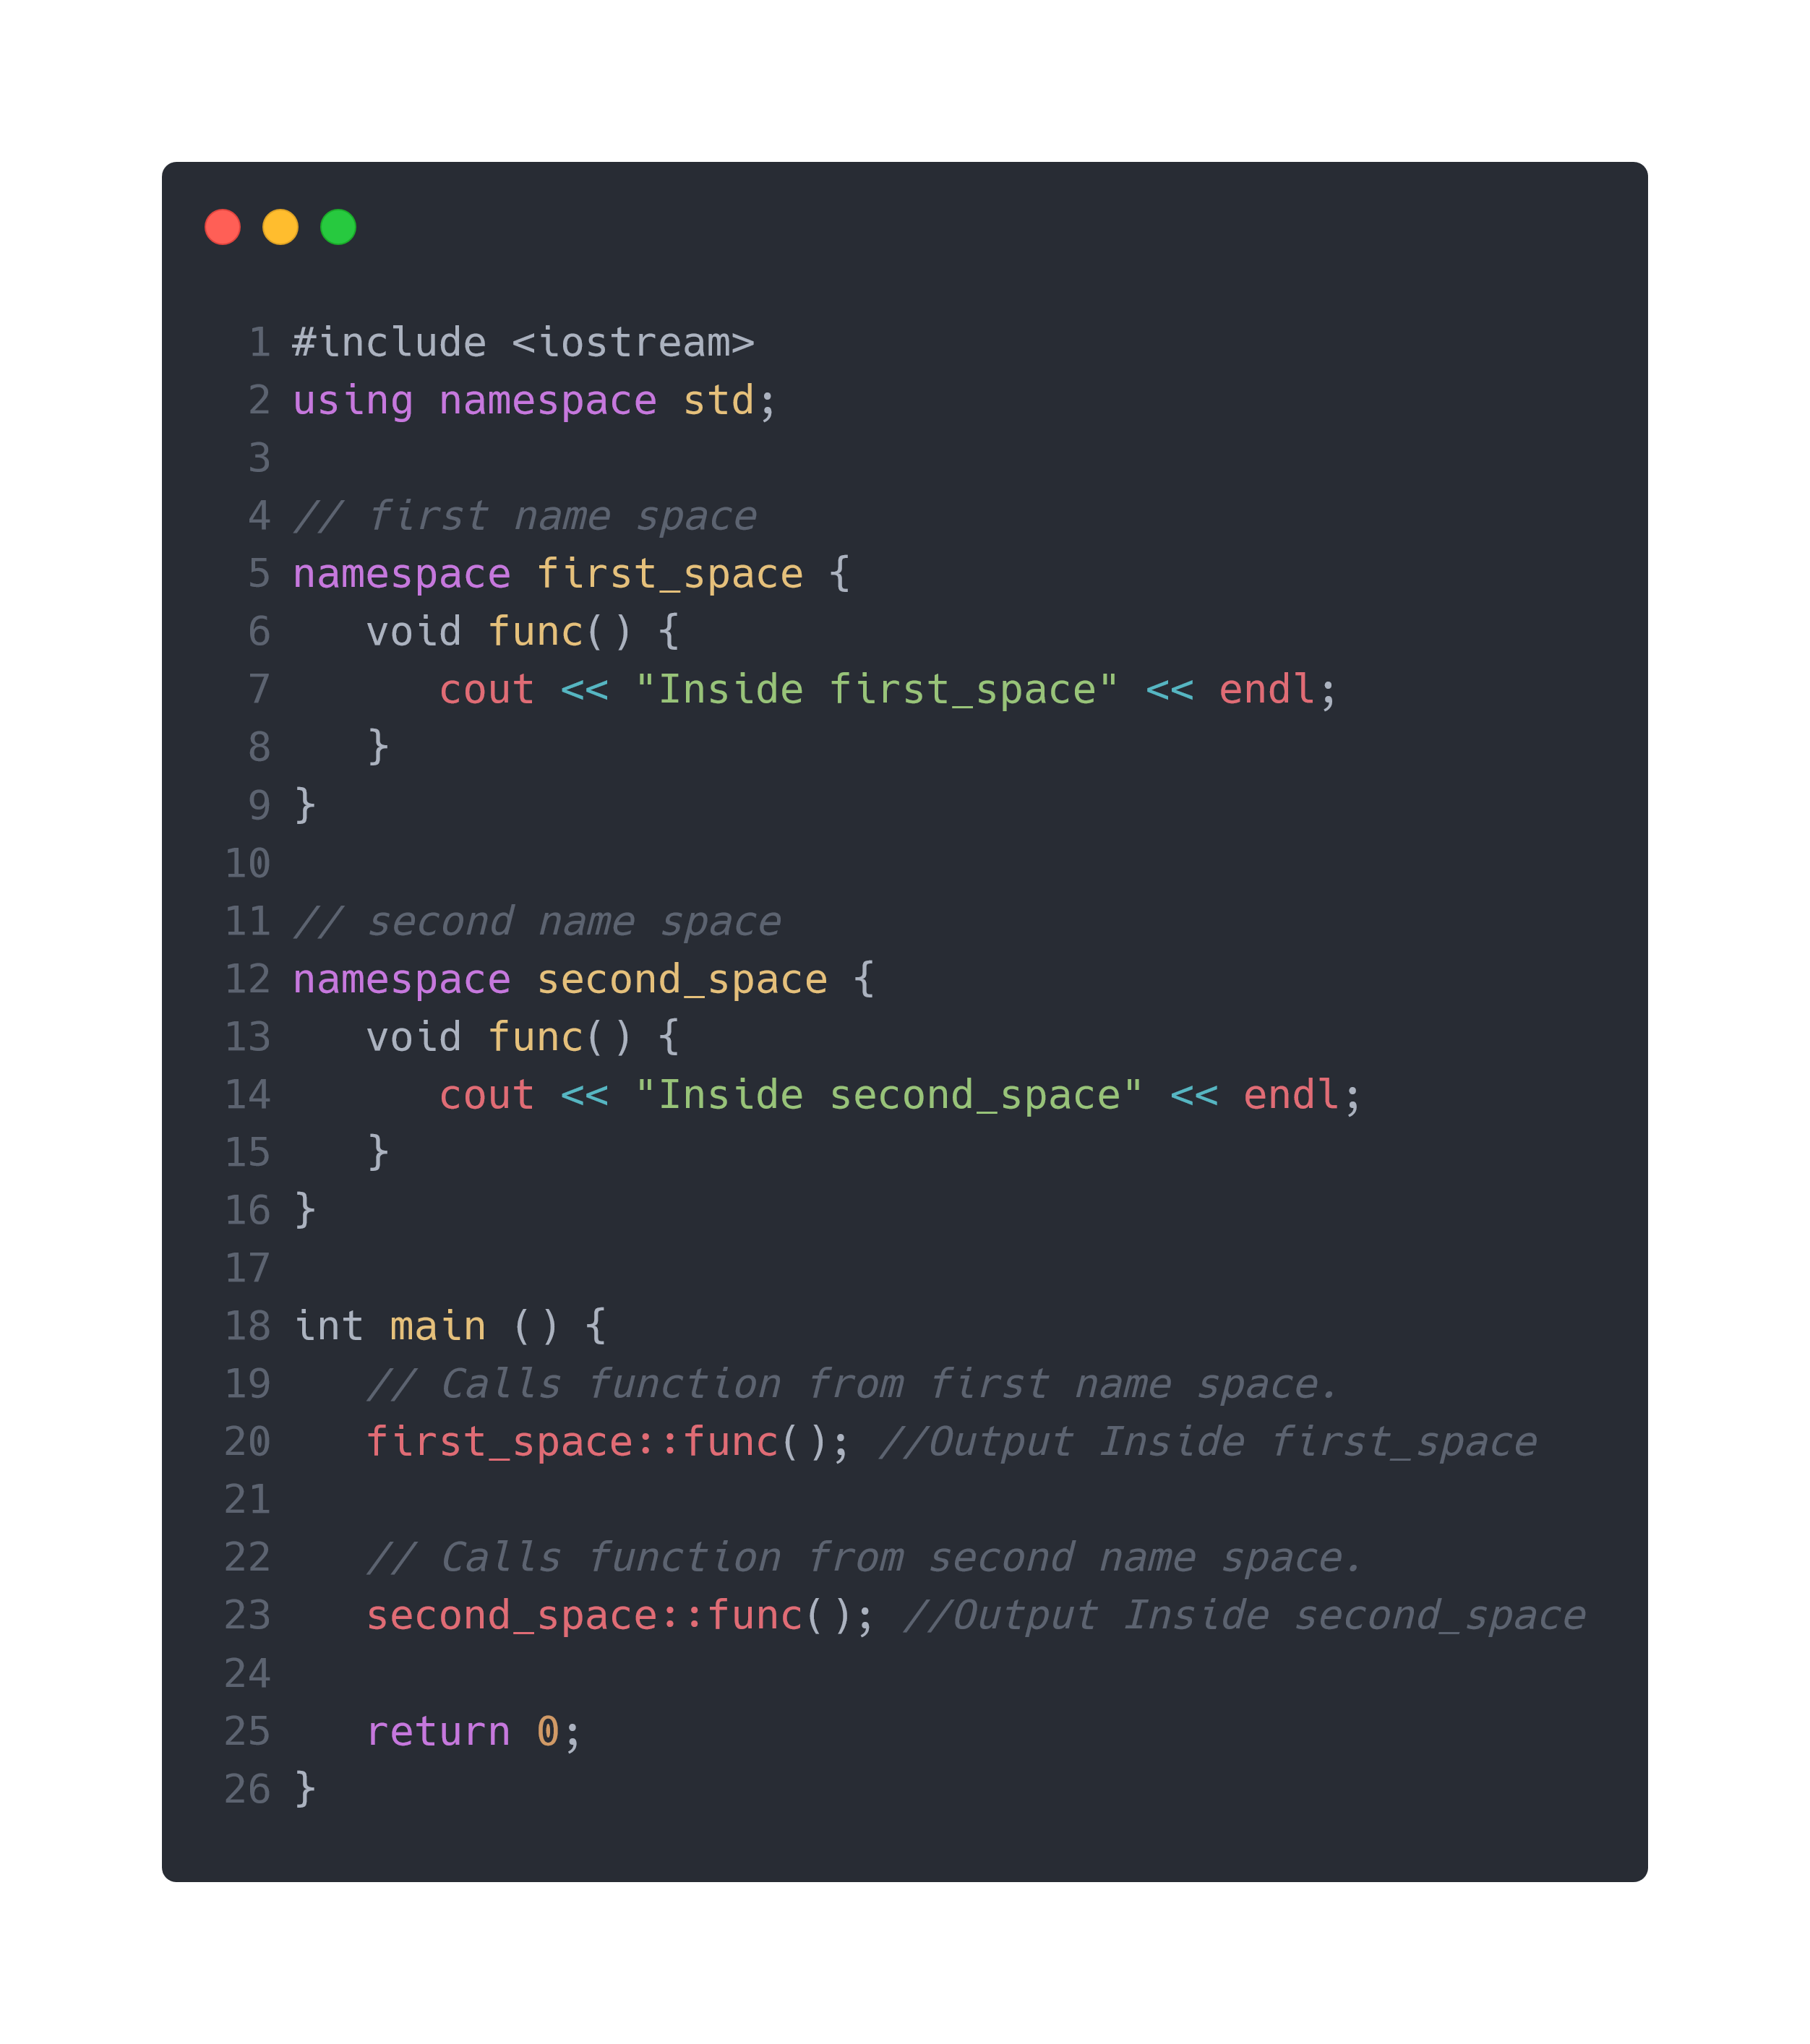 1 #include <iostream>
2 using namespace std;
3
4 // first name space
5 namespace first_space {
6    void func() {
7       cout << "Inside first_space" << endl;
8    }
9 }
10
11 // second name space
12 namespace second_space {
13    void func() {
14       cout << "Inside second_space" << endl;
15    }
16 }
17
18 int main () {
19    // Calls function from first name space.
20    first_space::func(); //Output Inside first_space
21
22    // Calls function from second name space.
23    second_space::func(); //Output Inside second_space
24
25    return 0;
26 }